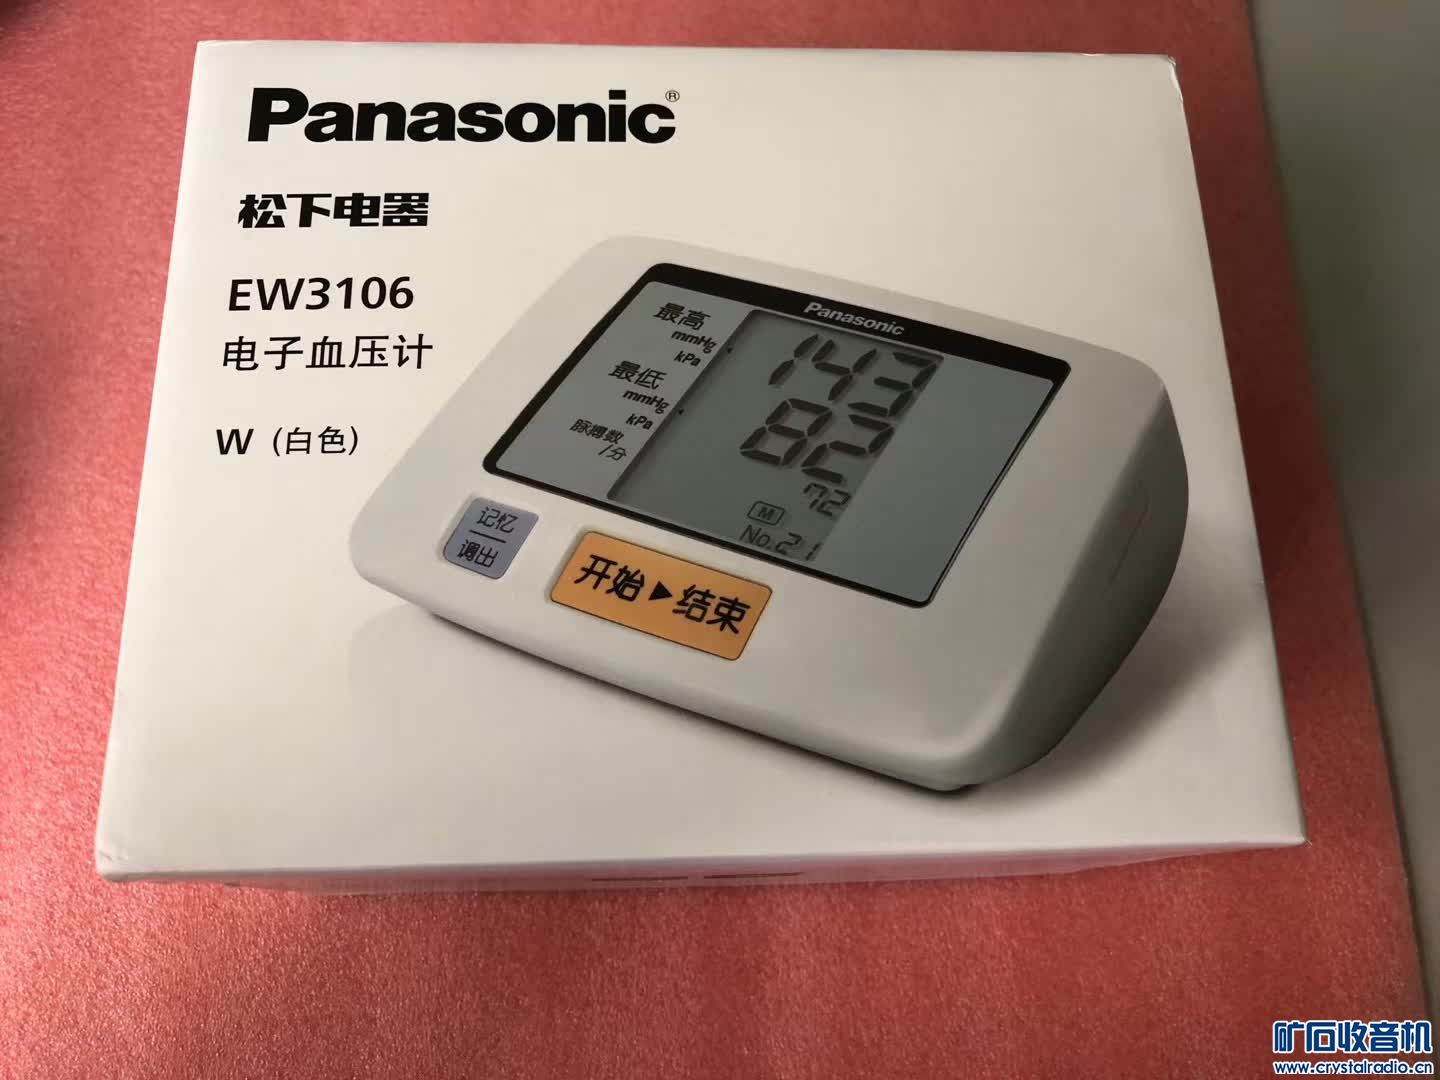 Panasonic®
松下电器
EW3106
电子血压计
W (白色)
Panasonic
最高
mmHg
kPa
143
最低
mmHg
kPa
82
脉搏数
/分
72
M
No.21
记忆
调出
开始▶结束
矿石收音机
www.crystalradio.cn